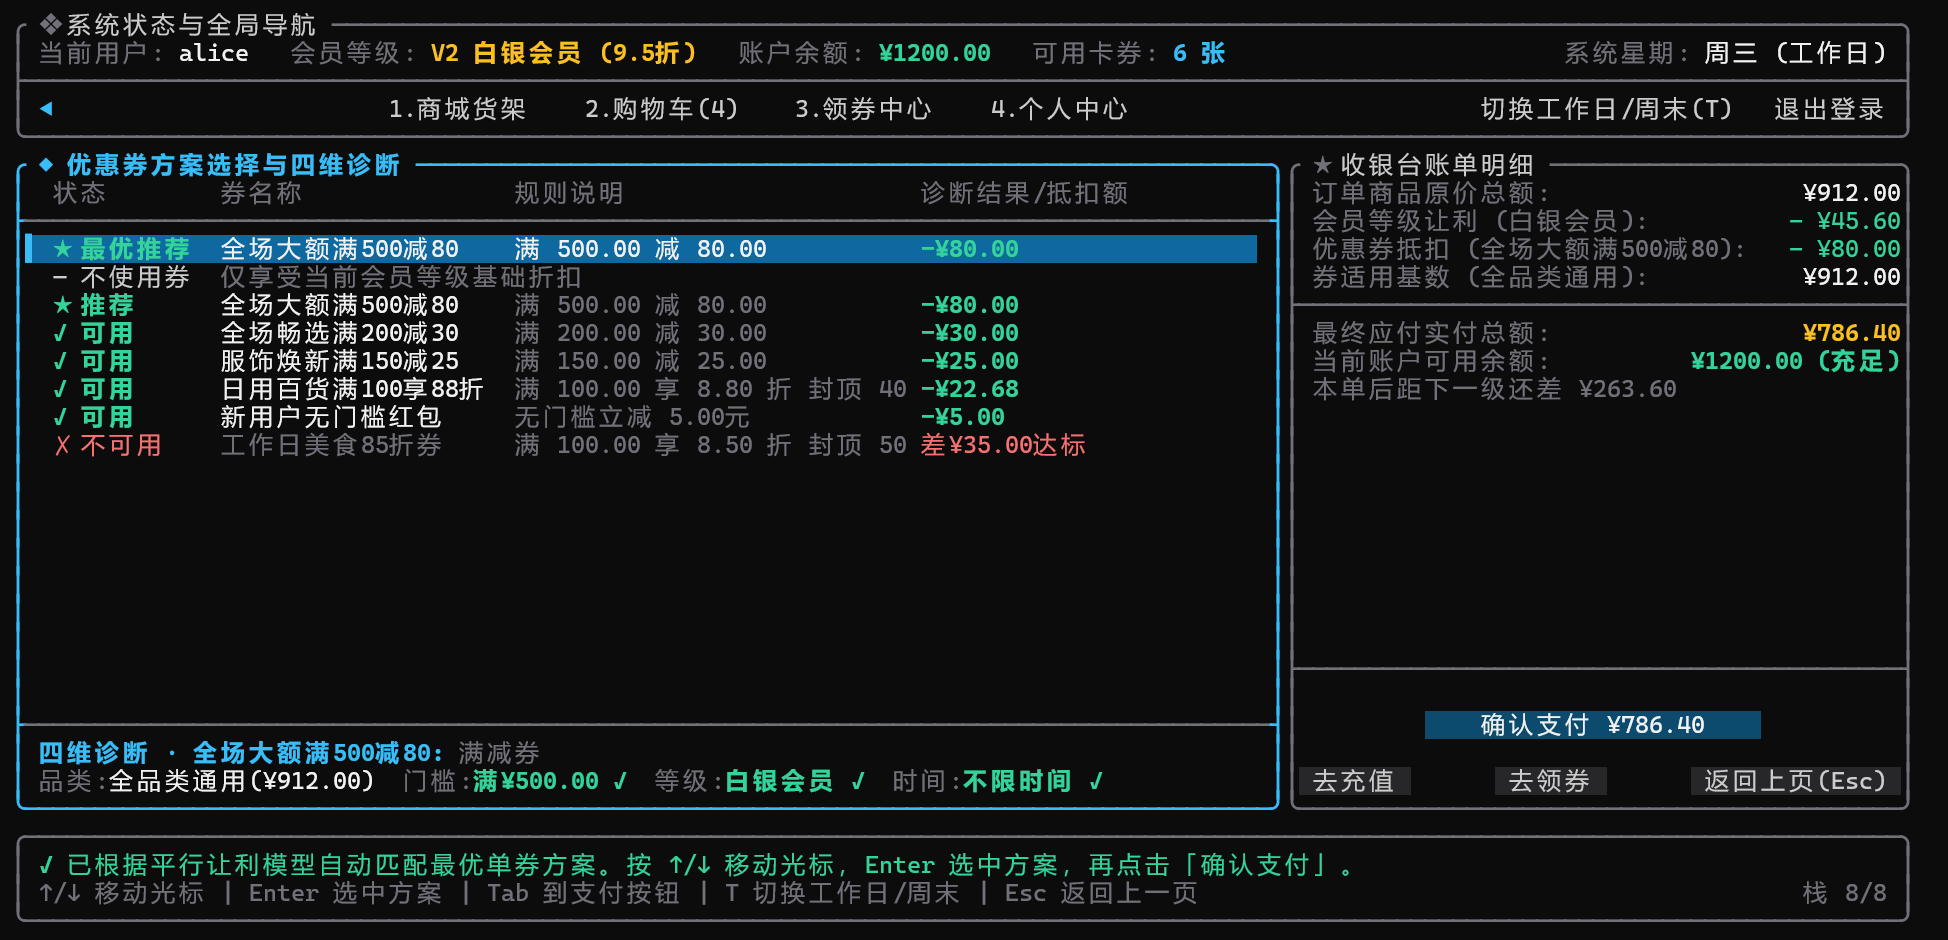 ❖系统状态与全局导航
当前用户: alice 会员等级: V2 白银会员 (9.5折) 账户余额: ¥1200.00 可用卡券: 6 张 系统星期: 周三 (工作日)
◀ 1.商城货架 2.购物车(4) 3.领券中心 4.个人中心 切换工作日/周末(T) 退出登录
◆ 优惠券方案选择与四维诊断
状态 券名称 规则说明 诊断结果/抵扣额
★ 最优推荐 全场大额满500减80 满 500.00 减 80.00 -¥80.00
- 不使用券 仅享受当前会员等级基础折扣
★ 推荐 全场大额满500减80 满 500.00 减 80.00 -¥80.00
✓ 可用 全场畅选满200减30 满 200.00 减 30.00 -¥30.00
✓ 可用 服饰焕新满150减25 满 150.00 减 25.00 -¥25.00
✓ 可用 日用百货满100享88折 满 100.00 享 8.80 折 封顶 40 -¥22.68
✓ 可用 新用户无门槛红包 无门槛立减 5.00元 -¥5.00
✗ 不可用 工作日美食85折券 满 100.00 享 8.50 折 封顶 50 差¥35.00达标
四维诊断 · 全场大额满500减80: 满减券
品类:全品类通用(¥912.00) 门槛:满¥500.00 ✓ 等级:白银会员 ✓ 时间:不限时间 ✓
★ 收银台账单明细
订单商品原价总额: ¥912.00
会员等级让利 (白银会员): - ¥45.60
优惠券抵扣 (全场大额满500减80): - ¥80.00
券适用基数 (全品类通用): ¥912.00
最终应付实付总额: ¥786.40
当前账户可用余额: ¥1200.00 (充足)
本单后距下一级还差 ¥263.60
确认支付 ¥786.40
去充值 去领券 返回上页(Esc)
✓ 已根据平行让利模型自动匹配最优单券方案。按 ↑/↓ 移动光标, Enter 选中方案, 再点击「确认支付」。
↑/↓ 移动光标 | Enter 选中方案 | Tab 到支付按钮 | T 切换工作日/周末 | Esc 返回上一页 栈 8/8